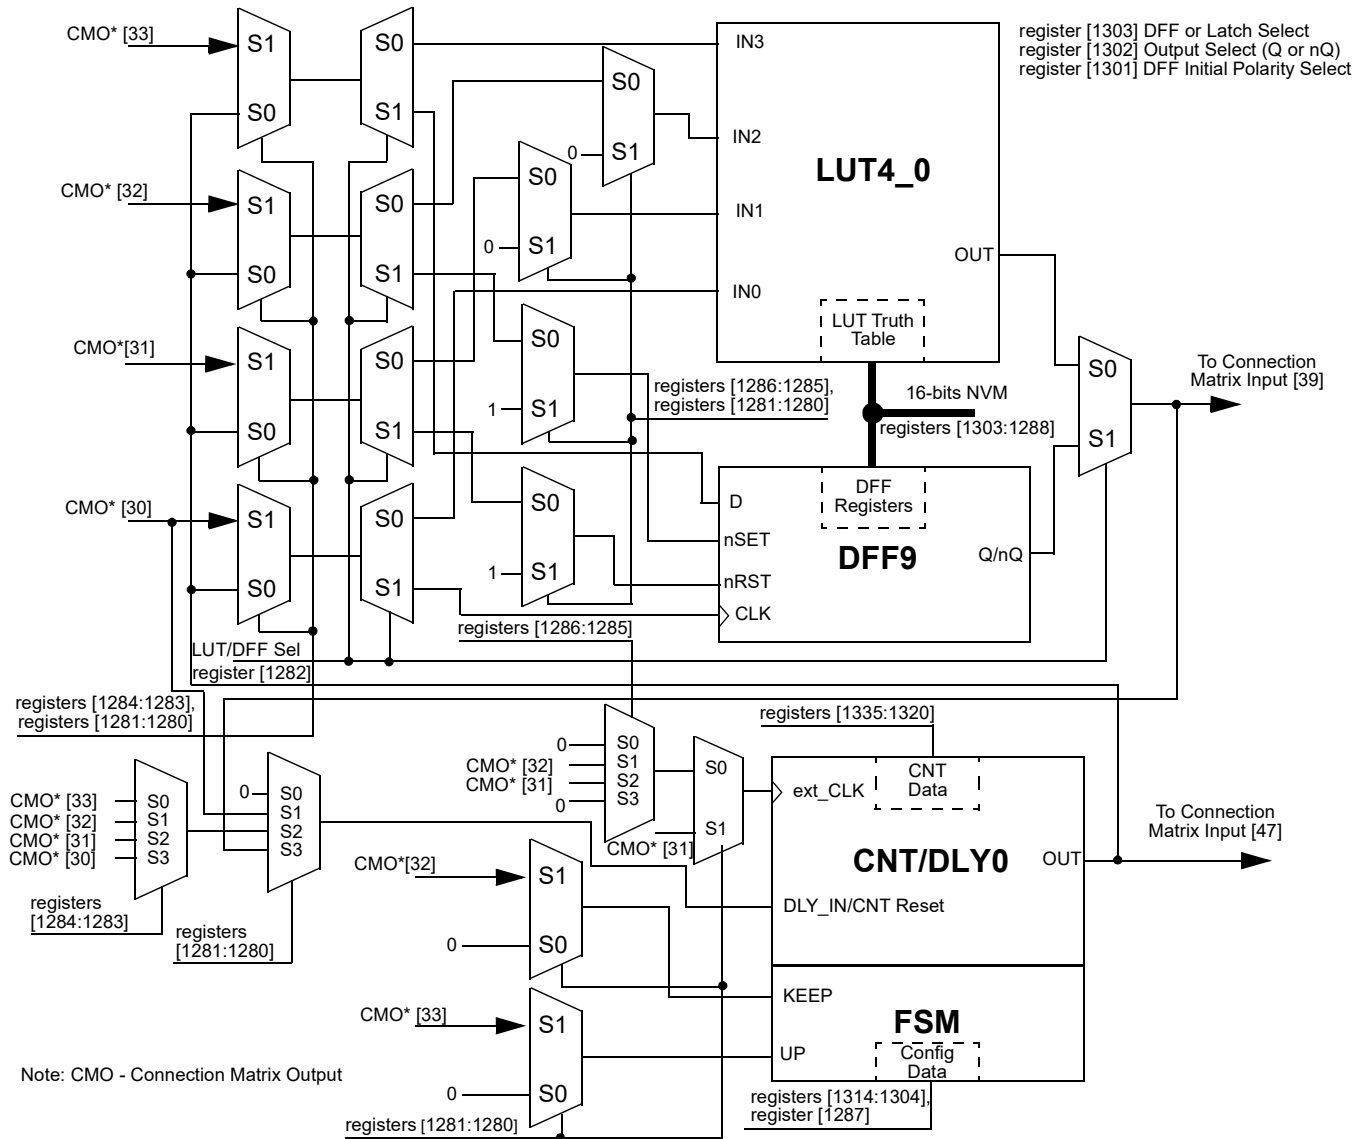 CMO* [33]
S1
S0
S0
S1
CMO* [32]
S1
S0
S0
S1
CMO*[31]
S1
S0
S0
S1
CMO* [30]
S1
S0
S0
S1
S0
0
S1
S0
0
S1
S0
1
S1
S0
1
S1
register [1303] DFF or Latch Select
register [1302] Output Select (Q or nQ)
register [1301] DFF Initial Polarity Select
IN3
IN2
IN1
IN0
LUT4_0
OUT
LUT Truth
Table
registers [1286:1285],
registers [1281:1280]
16-bits NVM
registers [1303:1288]
S0
S1
To Connection
Matrix Input [39]
DFF
Registers
D
nSET
nRST
CLK
DFF9
Q/nQ
LUT/DFF Sel
register [1282]
registers [1284:1283],
registers [1281:1280]
registers [1286:1285]
0
CMO* [32]
CMO* [31]
0
S0
S1
S2
S3
S0
S1
CMO* [31]
registers [1335:1320]
CNT
Data
ext_CLK
CNT/DLY0
OUT
DLY_IN/CNT Reset
To Connection
Matrix Input [47]
CMO* [33]
CMO* [32]
CMO* [31]
CMO* [30]
S0
S1
S2
S3
0
S0
S1
S2
S3
registers
[1284:1283]
registers
[1281:1280]
CMO*[32]
S1
0
S0
CMO* [33]
S1
0
S0
registers [1281:1280]
KEEP
FSM
UP
Config
Data
registers [1314:1304],
register [1287]
Note: CMO - Connection Matrix Output